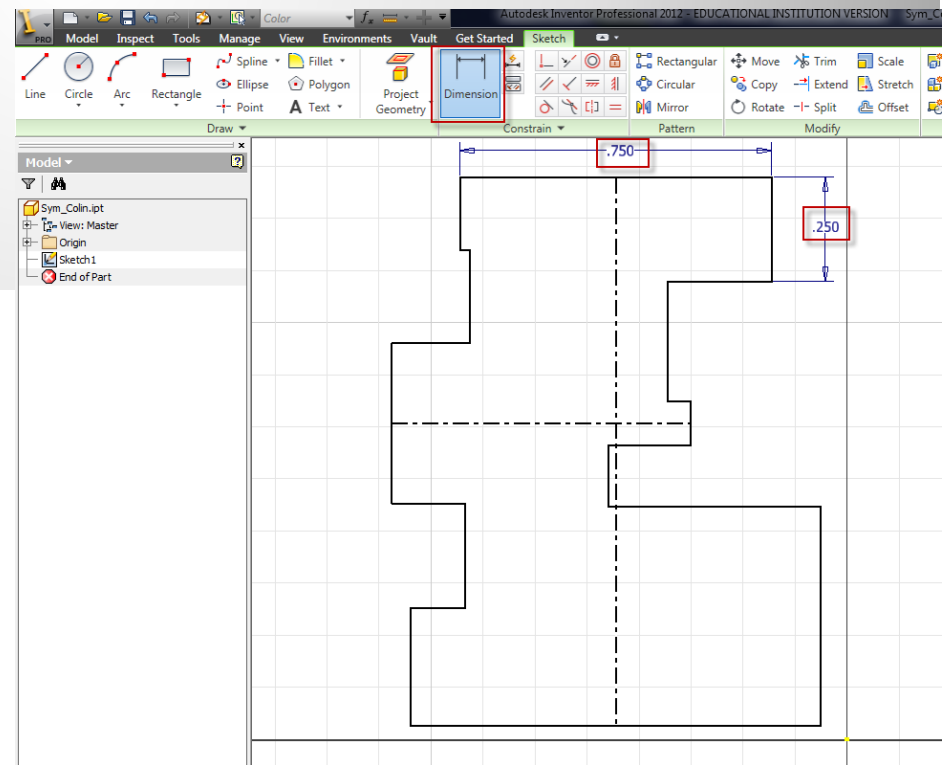 Color
fx
Autodesk Inventor Professional 2012 - EDUCATIONAL INSTITUTION VERSION Sym_C
PRO Model Inspect Tools Manage View Environments Vault Get Started Sketch
Line Circle Arc Rectangle Spline Fillet
Ellipse Polygon
Point A Text
Project Geometry
Dimension
Rectangular Move Trim Scale
Circular Copy Extend Stretch
Mirror Rotate Split Offset
Draw Constrain Pattern Modify
Model
Sym_Colin.ipt
View: Master
Origin
Sketch1
End of Part
.750
.250